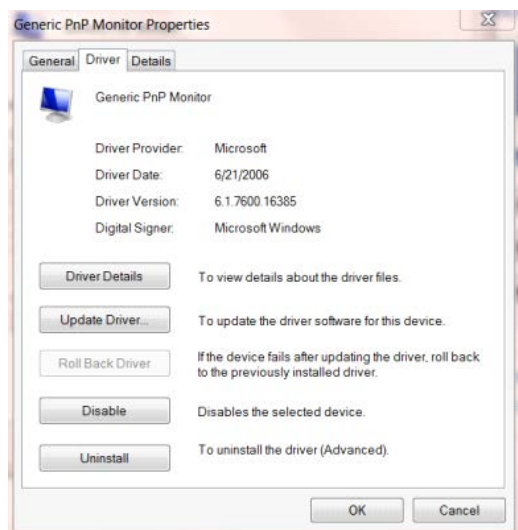 Generic PnP Monitor Properties
General Driver Details
Generic PnP Monitor
Driver Provider: Microsoft
Driver Date: 6/21/2006
Driver Version: 6.1.7600.16385
Digital Signer: Microsoft Windows
Driver Details To view details about the driver files.
Update Driver... To update the driver software for this device.
Roll Back Driver If the device fails after updating the driver, roll back
to the previously installed driver.
Disable Disables the selected device.
Uninstall To uninstall the driver (Advanced).
OK Cancel